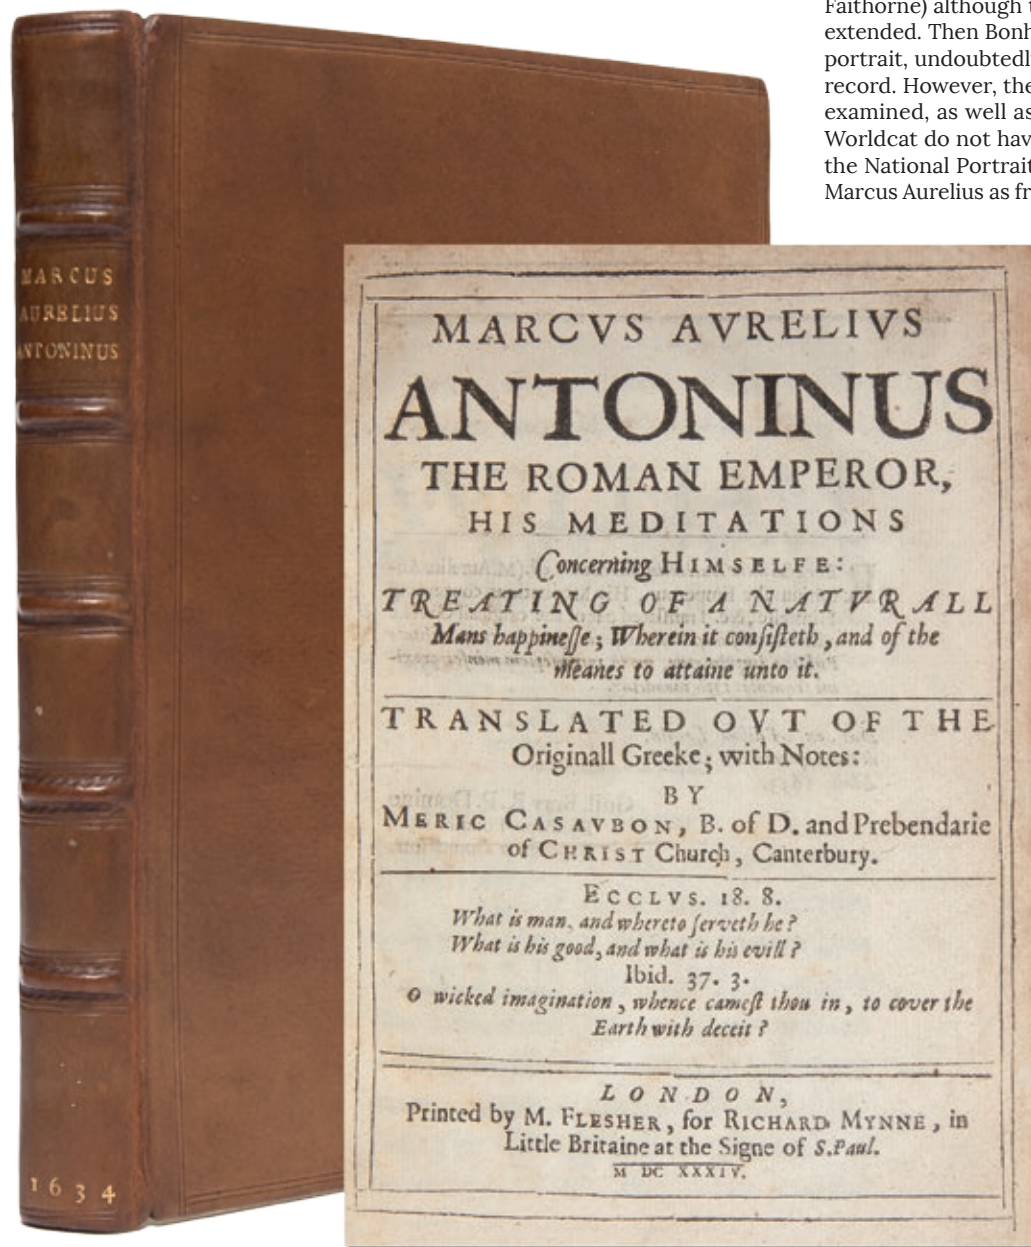 Faithorne) although
extended. Then Bonh
portrait, undoubtedly
record. However, the
examined, as well as
Worldcat do not hav
the National Portrait
Marcus Aurelius as fr
MARCUS
AURELIUS
ANTONINUS
1634
MARCVS AVRELIVS
ANTONINUS
THE ROMAN EMPEROR,
HIS MEDITATIONS
Concerning HIMSELFE:
TREATING OF A NATVRALL
Mans happinesse; Wherein it consisteth, and of the
Meanes to attaine unto it.
TRANSLATED OVT OF THE
Originall Greeke; with Notes:
BY
MERIC CASAVBON, B. of D. and Prebendarie
of CHRIST Church, Canterbury.
ECCLVS. 18. 8.
What is man, and whereto serveth he?
What is his good, and what is his evill?
Ibid. 37. 3.
O wicked imagination, whence camest thou in, to cover the
Earth with deceit?
LONDON,
Printed by M. FLESHER, for RICHARD MYNNE, in
Little Britaine at the Signe of S. Paul.
M DC XXXIV.